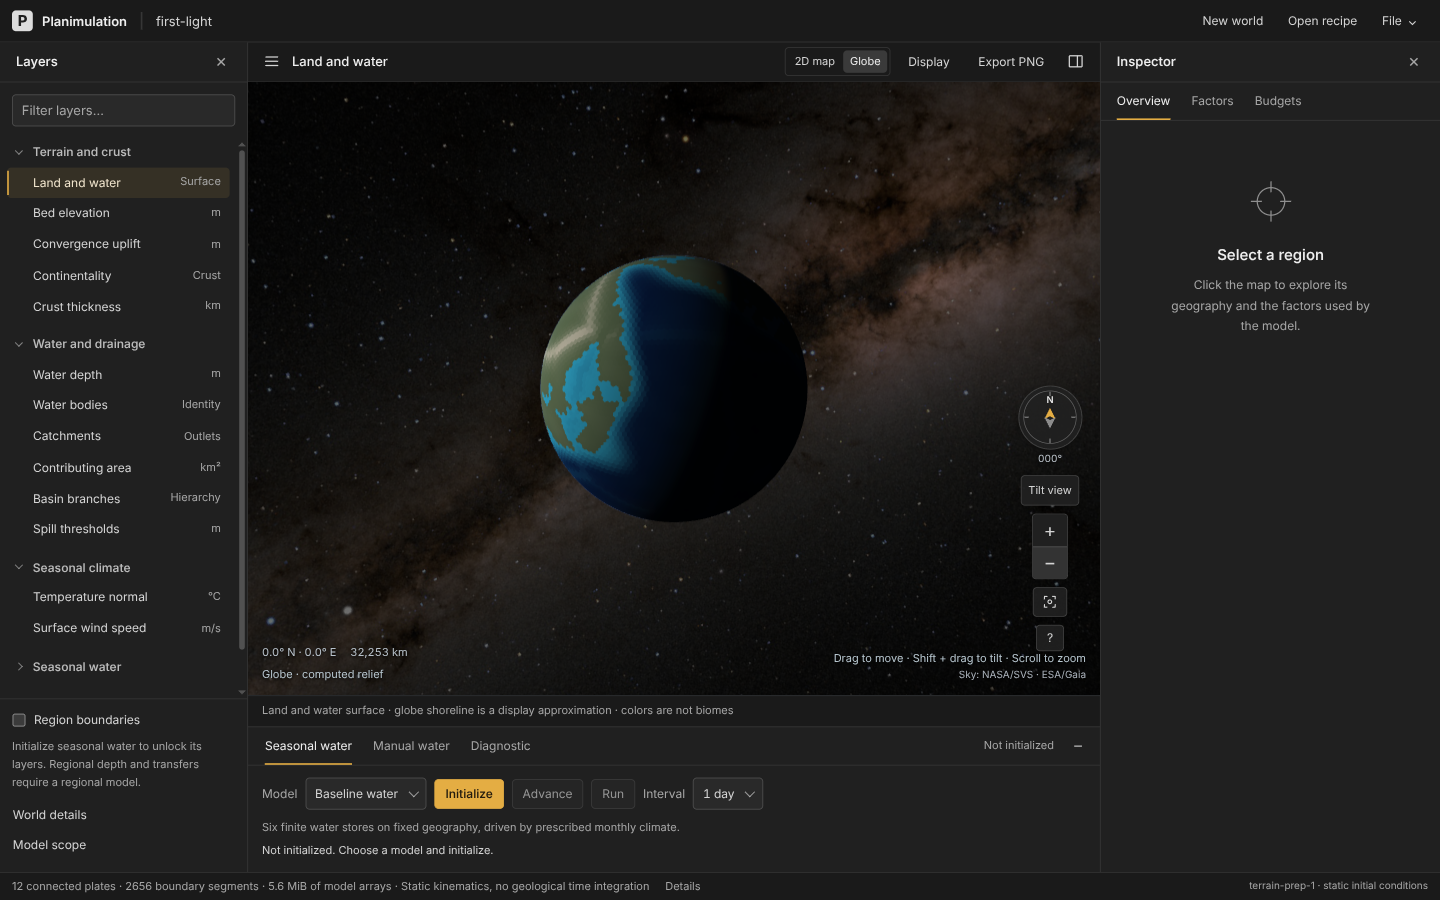 P Planimulation first-light New world Open recipe File
Layers
Land and water 2D map Globe Display Export PNG
Inspector
Filter layers...
Overview Factors Budgets
Terrain and crust
Land and water Surface
Bed elevation m
Convergence uplift m
Continentality Crust
Crust thickness km
Water and drainage
Water depth m
Water bodies Identity
Catchments Outlets
Contributing area km²
Basin branches Hierarchy
Spill thresholds m
Seasonal climate
Temperature normal °C
Surface wind speed m/s
Seasonal water
Region boundaries
Initialize seasonal water to unlock its
layers. Regional depth and transfers
require a regional model.
World details
Model scope
N
000°
Tilt view
+
−
?
0.0° N · 0.0° E 32,253 km
Globe · computed relief
Drag to move · Shift + drag to tilt · Scroll to zoom
Sky: NASA/SVS · ESA/Gaia
Land and water surface · globe shoreline is a display approximation · colors are not biomes
Seasonal water Manual water Diagnostic Not initialized −
Model Baseline water Initialize Advance Run Interval 1 day
Six finite water stores on fixed geography, driven by prescribed monthly climate.
Not initialized. Choose a model and initialize.
Select a region
Click the map to explore its
geography and the factors used by
the model.
12 connected plates · 2656 boundary segments · 5.6 MiB of model arrays · Static kinematics, no geological time integration Details
terrain-prep-1 · static initial conditions